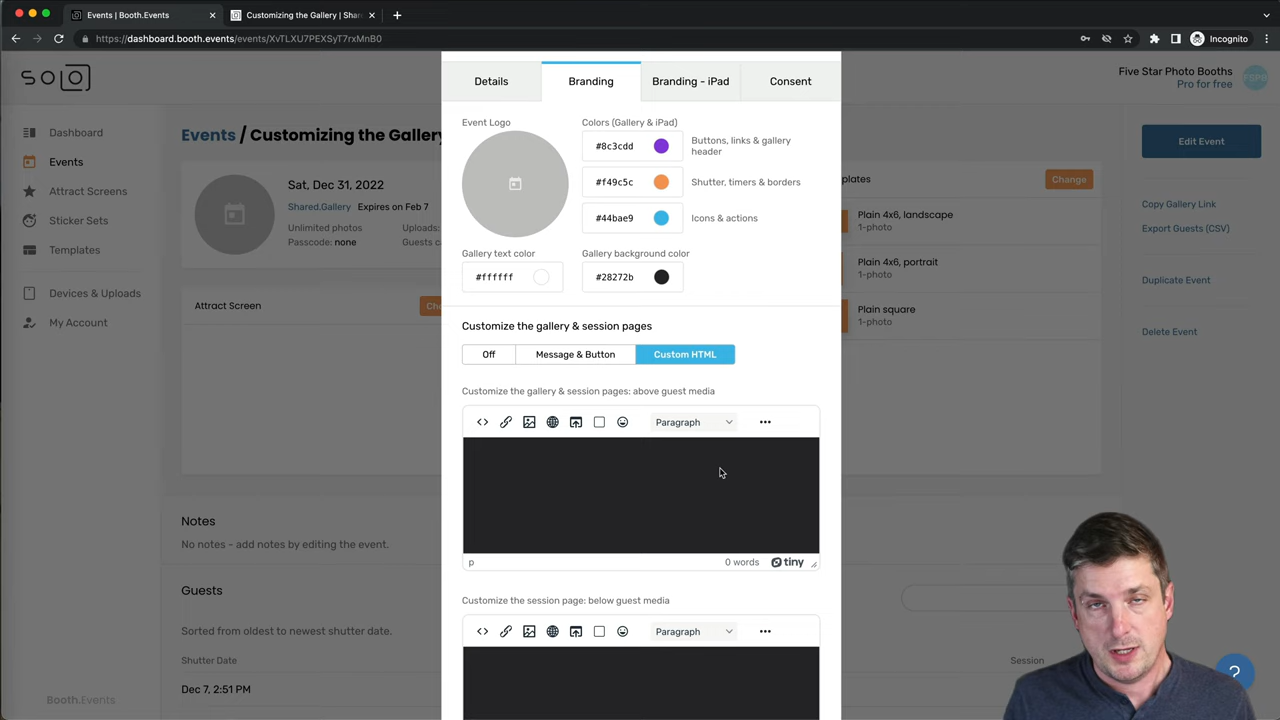 Events | Booth.Events
Customizing the Gallery | Shar
https://dashboard.booth.events/events/XvTLXU7PEXSyT7rxMnB0
Incognito
SOLO
Five Star Photo Booths
Pro for free
FSPB
Dashboard
Events
Attract Screens
Sticker Sets
Templates
Devices & Uploads
My Account
Booth.Events
Events / Customizing the Gallery
Sat, Dec 31, 2022
Shared.Gallery Expires on Feb 7
Unlimited photos
Uploads:
Passcode: none
Guests c
Attract Screen
Notes
No notes - add notes by editing the event.
Guests
Sorted from oldest to newest shutter date.
Shutter Date
Session
Dec 7, 2:51 PM
Details
Branding
Branding - iPad
Consent
Event Logo
Colors (Gallery & iPad)
#8c3cdd
Buttons, links & gallery
header
#f49c5c
Shutter, timers & borders
#44bae9
Icons & actions
Gallery text color
Gallery background color
#ffffff
#28272b
Customize the gallery & session pages
Off
Message & Button
Custom HTML
Customize the gallery & session pages: above guest media
Paragraph
p
0 words
tiny
Customize the session page: below guest media
Paragraph
plates
Change
Plain 4x6, landscape
1-photo
Plain 4x6, portrait
1-photo
Plain square
1-photo
Edit Event
Copy Gallery Link
Export Guests (CSV)
Duplicate Event
Delete Event
?